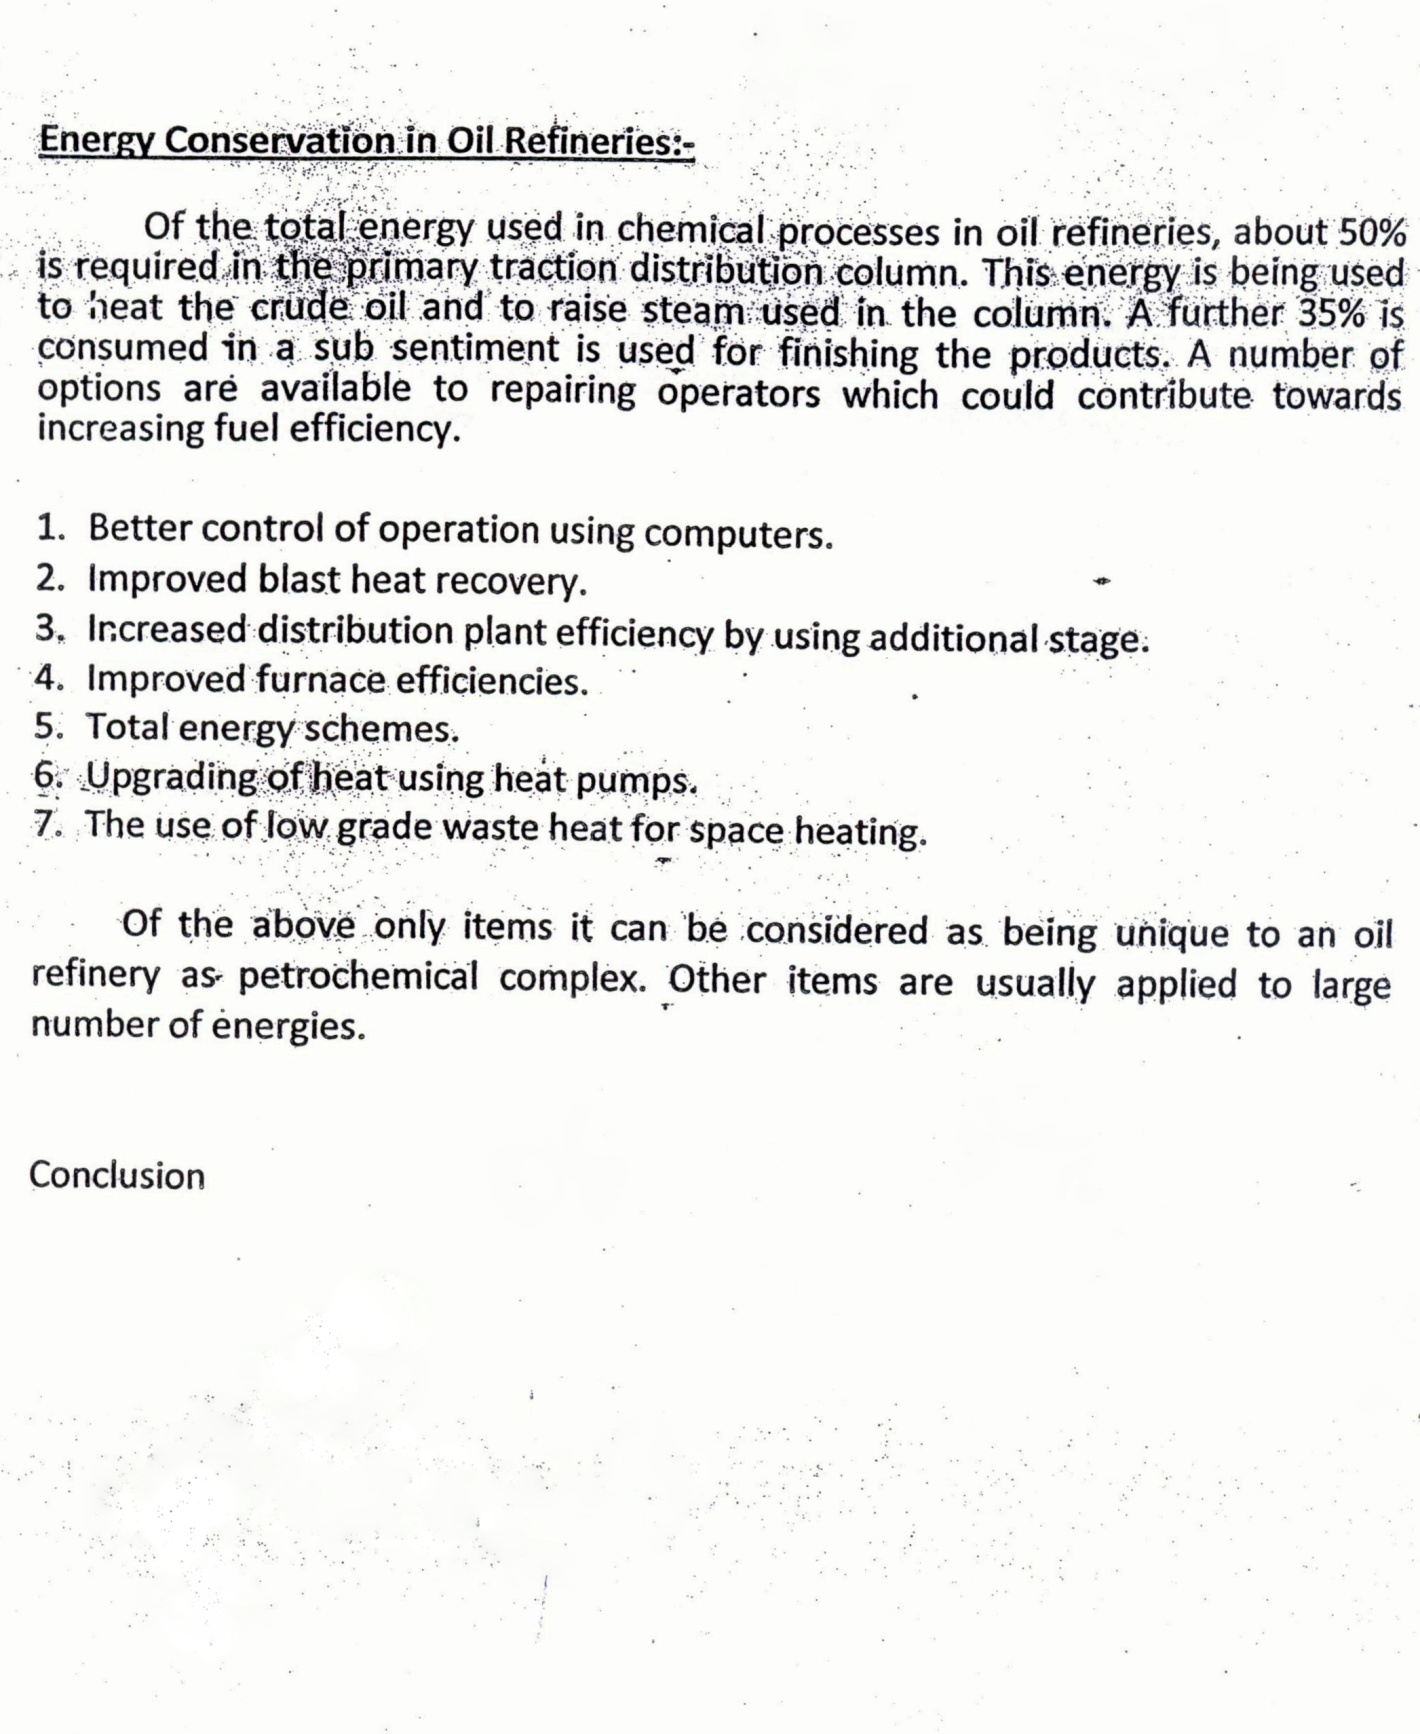 Energy Conservation in Oil Refineries:-
Of the total energy used in chemical processes in oil refineries, about 50%
is required in the primary traction distribution column. This energy is being used
to heat the crude oil and to raise steam used in the column. A further 35% is
consumed in a sub sentiment is used for finishing the products. A number of
options are available to repairing operators which could contribute towards
increasing fuel efficiency.
1. Better control of operation using computers.
2. Improved blast heat recovery.
3. Increased distribution plant efficiency by using additional stage.
4. Improved furnace efficiencies.
5. Total energy schemes.
6. Upgrading of heat using heat pumps.
7. The use of low grade waste heat for space heating.
Of the above only items it can be considered as being unique to an oil
refinery as petrochemical complex. Other items are usually applied to large
number of energies.
Conclusion